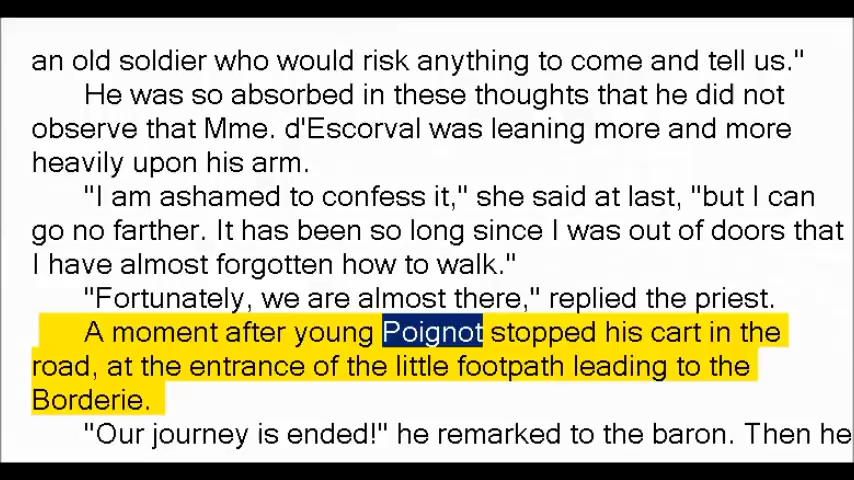 an old soldier who would risk anything to come and tell us."
He was so absorbed in these thoughts that he did not
observe that Mme. d'Escorval was leaning more and more
heavily upon his arm.
"I am ashamed to confess it," she said at last, "but I can
go no farther. It has been so long since I was out of doors that
I have almost forgotten how to walk."
"Fortunately, we are almost there," replied the priest.
A moment after young Poignot stopped his cart in the
road, at the entrance of the little footpath leading to the
Borderie.
"Our journey is ended!" he remarked to the baron. Then he